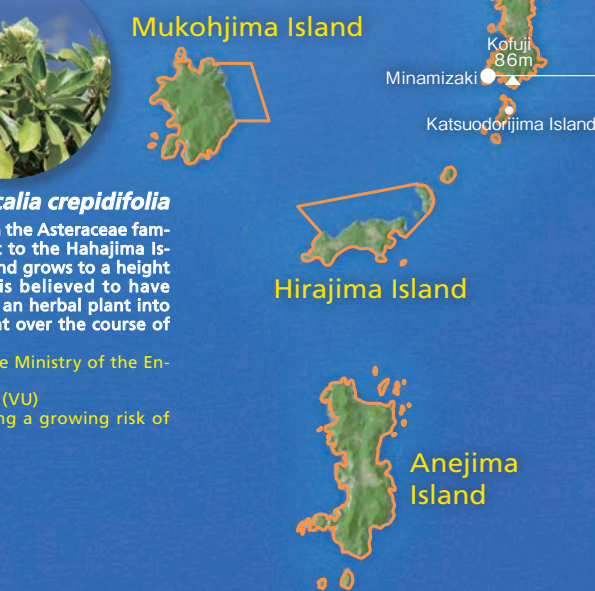 Mukohjima Island
Kofuji
86m
Minamizaki
Katsuodorijima Island
Hirajima Island
Anejima
Island
calia crepidifolia
the Asteraceae fam-
t to the Hahajima Is-
nd grows to a height
is believed to have
an herbal plant into
t over the course of
e Ministry of the En-
(VU)
ng a growing risk of